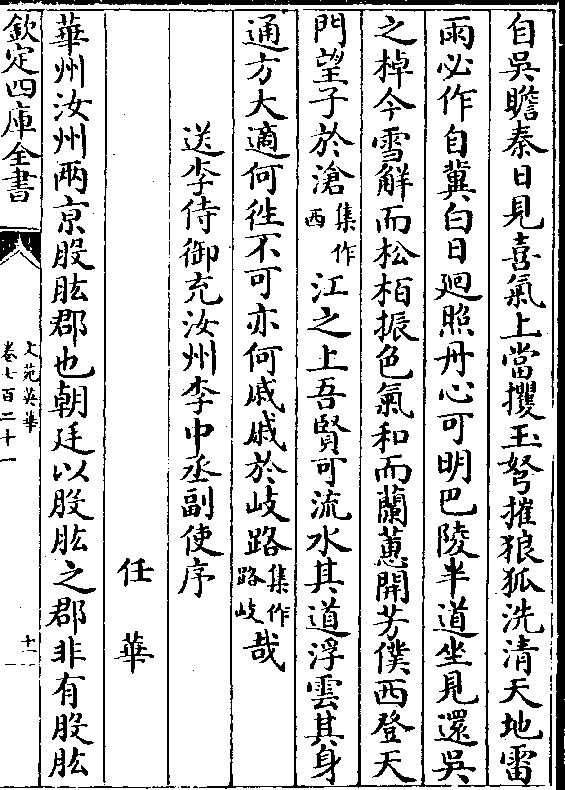 自吳瞻秦日見喜氣上當攫玉弩摧狼狐洗清天地雷
雨必作自冀白日廻照丹心可明巴陵半道坐見還吳
之棹今雪解而松栢振色氣和而蘭蕙開芳僕西登天
門望子於滄集作西江之上吾賢可流水其道浮雲其身
通方大適何徃不可亦何戚戚於岐路集作路岐哉
送李侍御充汝州李中丞副使序
任華
華州汝州兩京股肱郡也朝廷以股肱之郡非有股肱
欽定四庫全書
文苑英華
卷七百二十一
十一